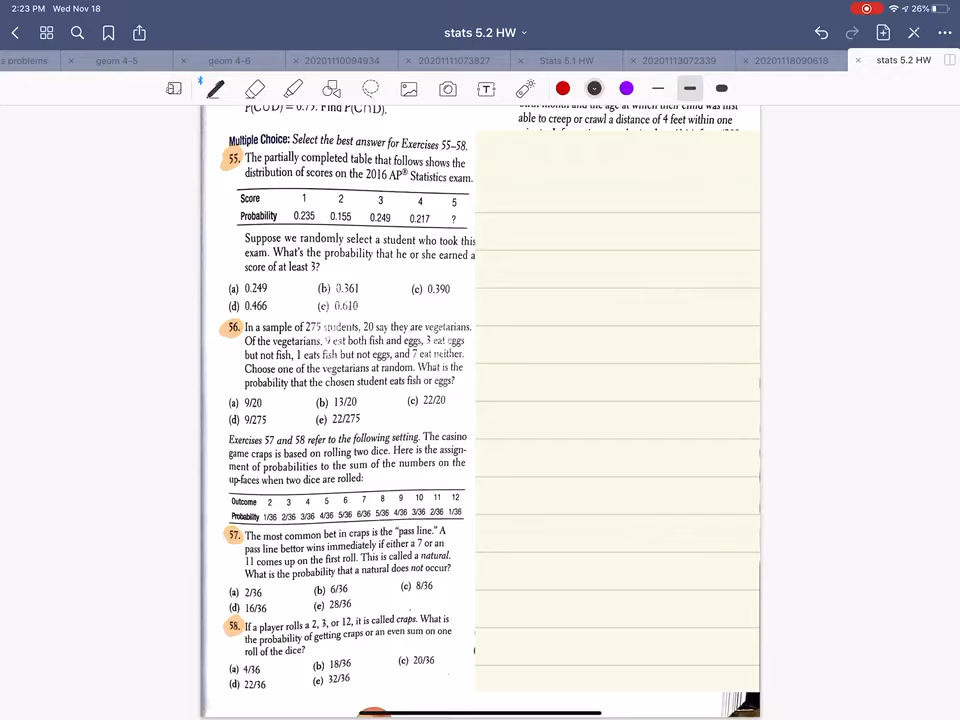 2:23 PM Wed Nov 18
26%
stats 5.2 HW
s problems
geom 4-5
geom 4-6
20201110094934
20201111073827
Stats 5.1 HW
20201113072339
20201118090618
stats 5.2 HW
P(C∪D) = 0.75. Find P(C∩D).
able to creep or crawl a distance of 4 feet within one
Multiple Choice: Select the best answer for Exercises 55–58.
55. The partially completed table that follows shows the
distribution of scores on the 2016 AP® Statistics exam.
Score 1 2 3 4 5
Probability 0.235 0.155 0.249 0.217 ?
Suppose we randomly select a student who took this
exam. What's the probability that he or she earned a
score of at least 3?
(a) 0.249 (b) 0.361 (c) 0.390
(d) 0.466 (e) 0.610
56. In a sample of 275 students, 20 say they are vegetarians.
Of the vegetarians, 9 eat both fish and eggs, 3 eat eggs
but not fish, 1 eats fish but not eggs, and 7 eat neither.
Choose one of the vegetarians at random. What is the
probability that the chosen student eats fish or eggs?
(a) 9/20 (b) 13/20 (c) 22/20
(d) 9/275 (e) 22/275
Exercises 57 and 58 refer to the following setting. The casino
game craps is based on rolling two dice. Here is the assign-
ment of probabilities to the sum of the numbers on the
up-faces when two dice are rolled:
Outcome 2 3 4 5 6 7 8 9 10 11 12
Probability 1/36 2/36 3/36 4/36 5/36 6/36 5/36 4/36 3/36 2/36 1/36
57. The most common bet in craps is the "pass line." A
pass line bettor wins immediately if either a 7 or an
11 comes up on the first roll. This is called a natural.
What is the probability that a natural does not occur?
(a) 2/36 (b) 6/36 (c) 8/36
(d) 16/36 (e) 28/36
58. If a player rolls a 2, 3, or 12, it is called craps. What is
the probability of getting craps or an even sum on one
roll of the dice?
(a) 4/36 (b) 18/36 (c) 20/36
(d) 22/36 (e) 32/36